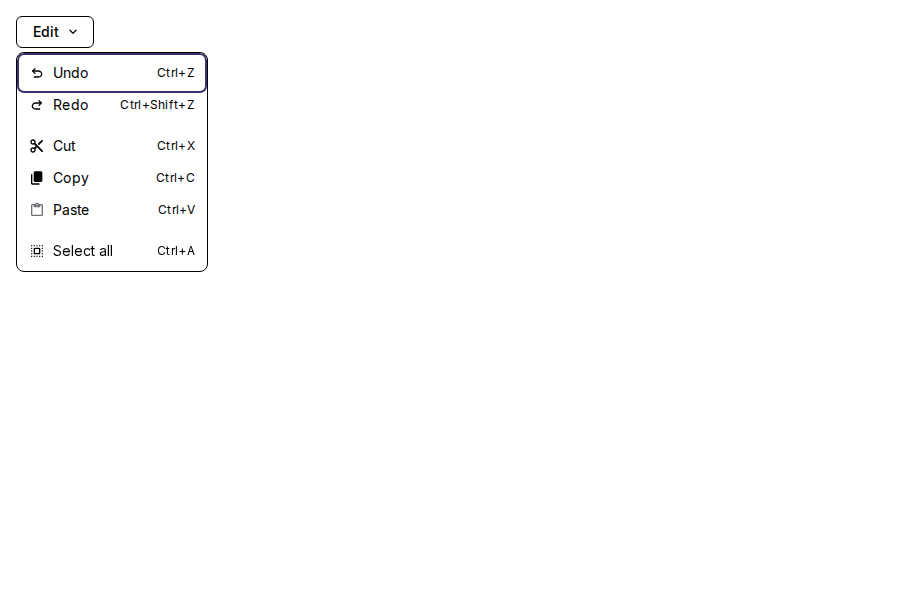 Edit
Undo Ctrl+Z
Redo Ctrl+Shift+Z
Cut Ctrl+X
Copy Ctrl+C
Paste Ctrl+V
Select all Ctrl+A